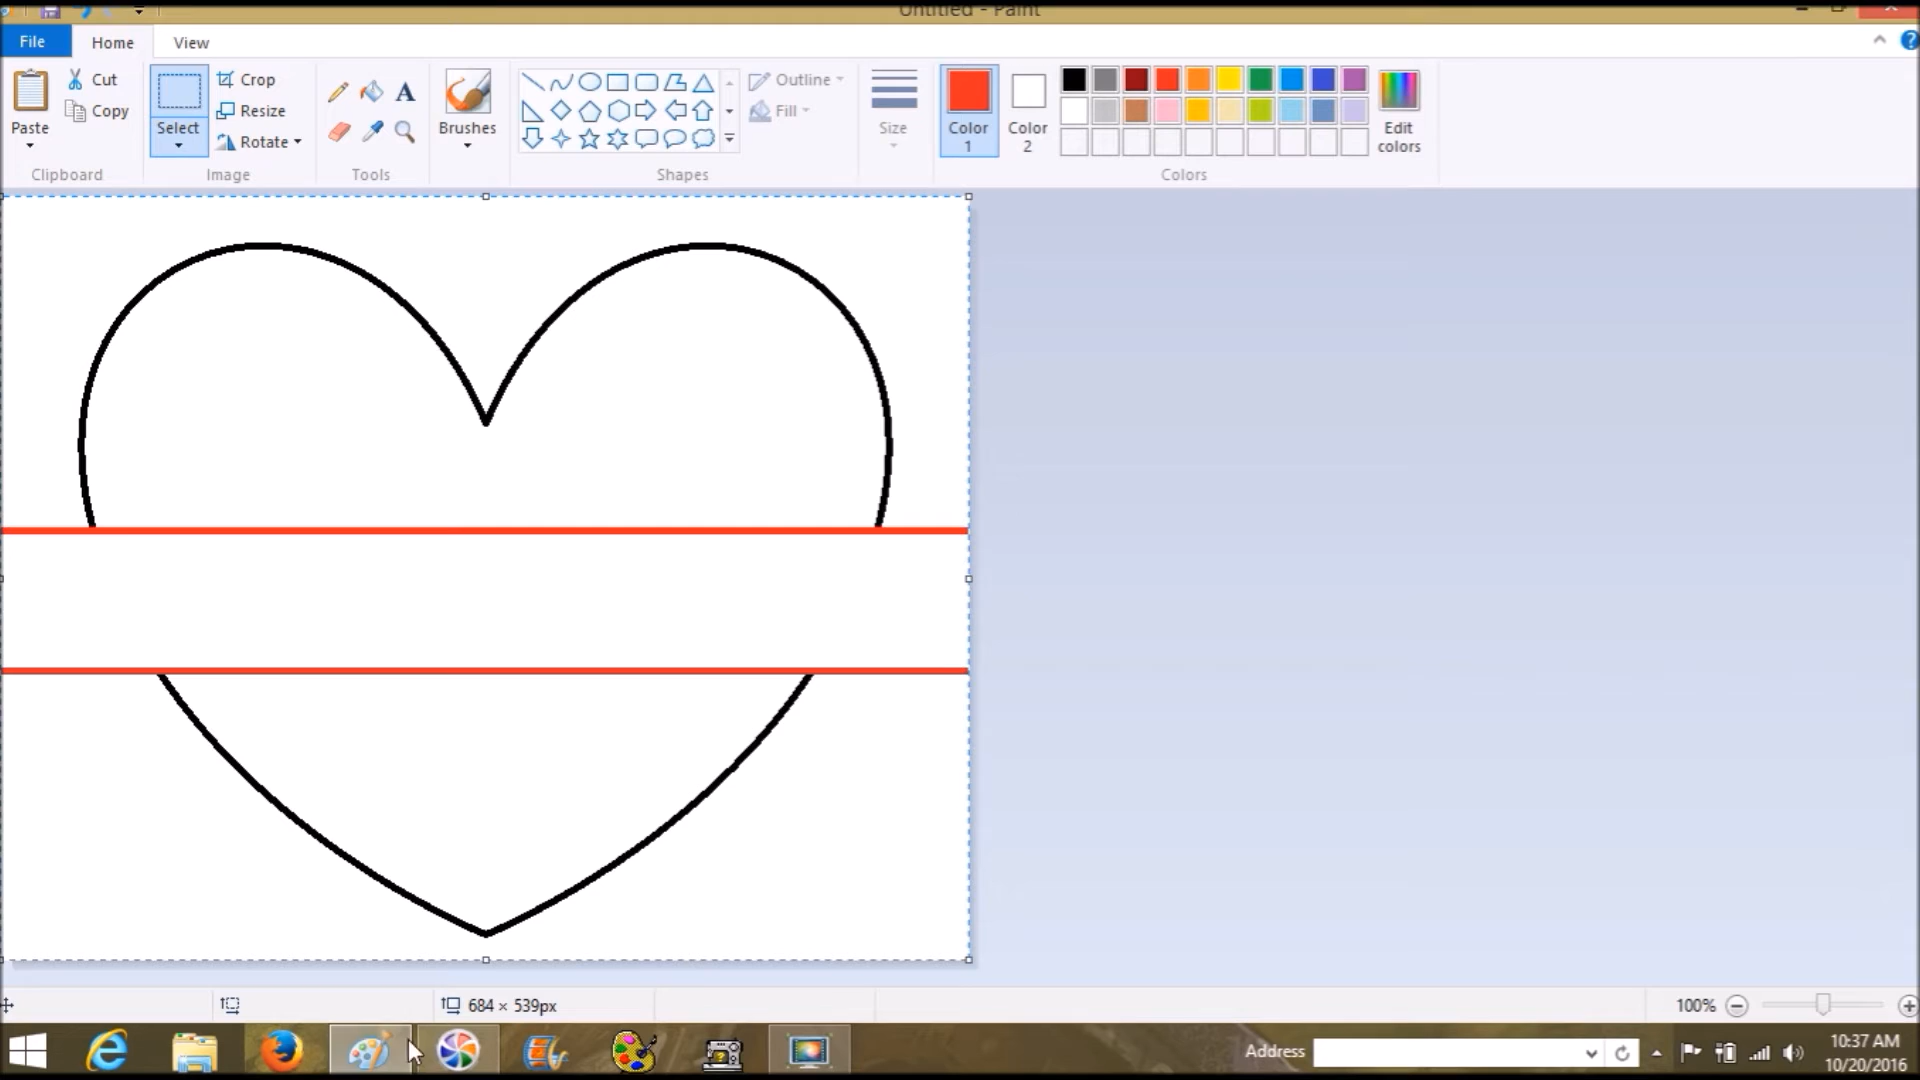 Untitled - Paint
File Home View
Paste
Cut
Copy
Clipboard
Select
Crop
Resize
Rotate
Image
A
Tools
Brushes
Shapes
Outline
Fill
Size
Color 1
Color 2
Edit colors
Colors
684 × 539px
100%
Address
10:37 AM
10/20/2016